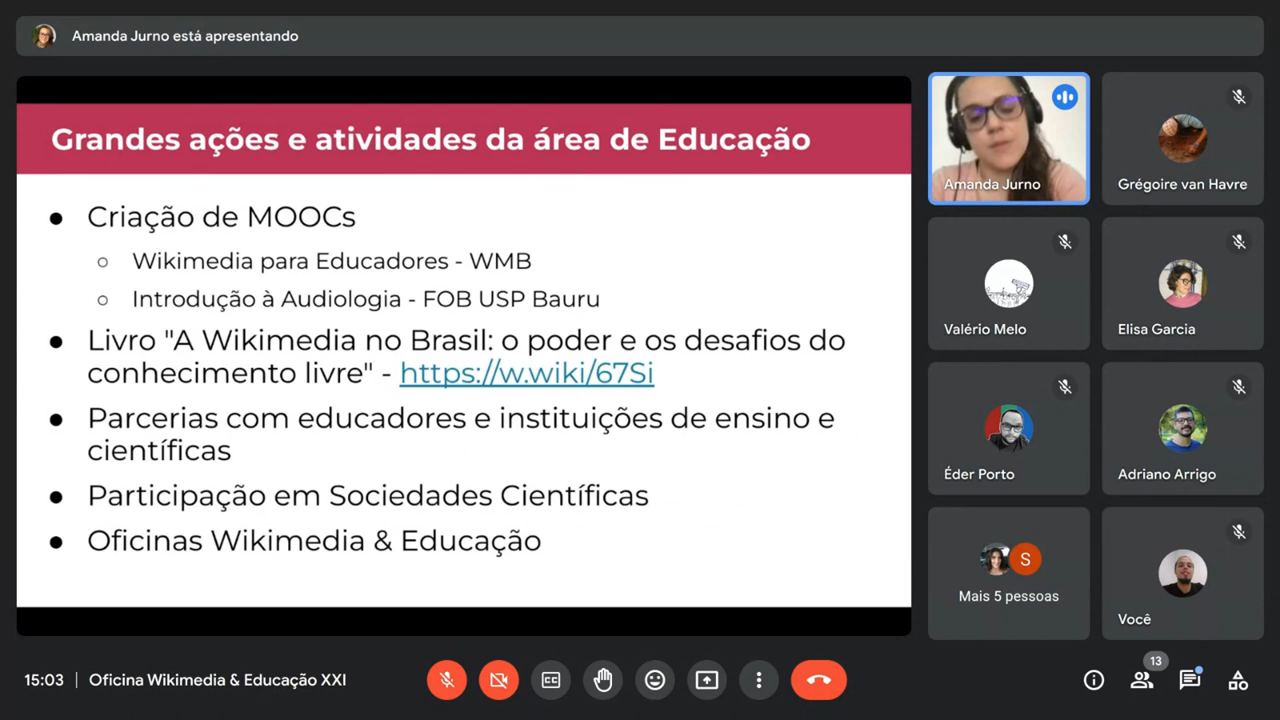 Amanda Jurno está apresentando
Grandes ações e atividades da área de Educação
● Criação de MOOCs
○ Wikimedia para Educadores - WMB
○ Introdução à Audiologia - FOB USP Bauru
● Livro "A Wikimedia no Brasil: o poder e os desafios do
conhecimento livre" - https://w.wiki/67Si
● Parcerias com educadores e instituições de ensino e
científicas
● Participação em Sociedades Científicas
● Oficinas Wikimedia & Educação
Amanda Jurno
Grégoire van Havre
Valério Melo
Elisa Garcia
Éder Porto
Adriano Arrigo
S
Mais 5 pessoas
Você
15:03 | Oficina Wikimedia & Educação XXI
CC
13